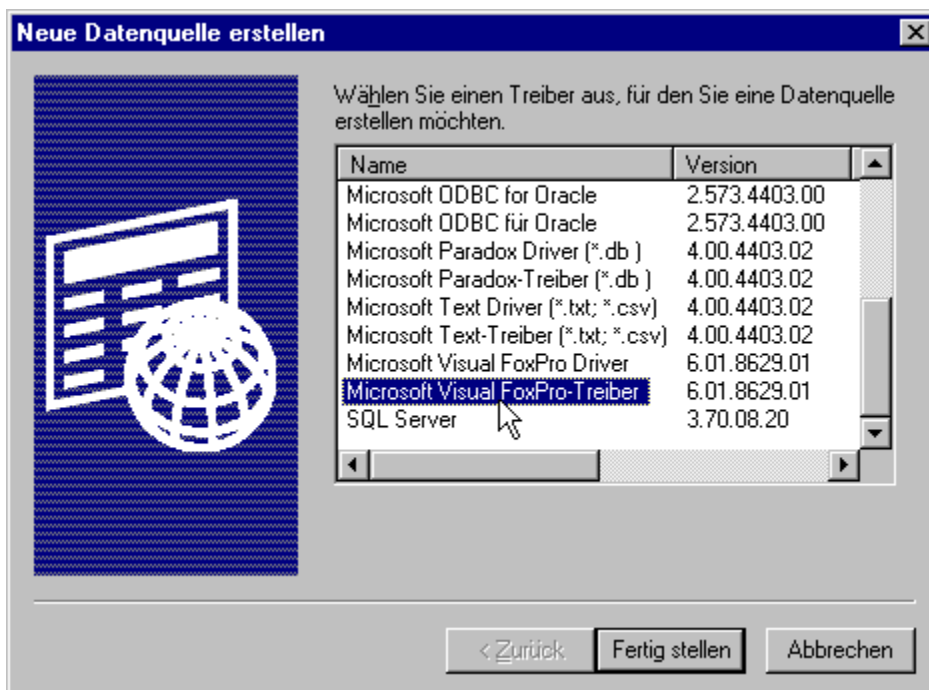 Neue Datenquelle erstellen
Wählen Sie einen Treiber aus, für den Sie eine Datenquelle
erstellen möchten.
Name Version
Microsoft ODBC for Oracle 2.573.4403.00
Microsoft ODBC für Oracle 2.573.4403.00
Microsoft Paradox Driver (*.db ) 4.00.4403.02
Microsoft Paradox-Treiber (*.db ) 4.00.4403.02
Microsoft Text Driver (*.txt; *.csv) 4.00.4403.02
Microsoft Text-Treiber (*.txt; *.csv) 4.00.4403.02
Microsoft Visual FoxPro Driver 6.01.8629.01
Microsoft Visual FoxPro-Treiber 6.01.8629.01
SQL Server 3.70.08.20
< Zurück Fertig stellen Abbrechen